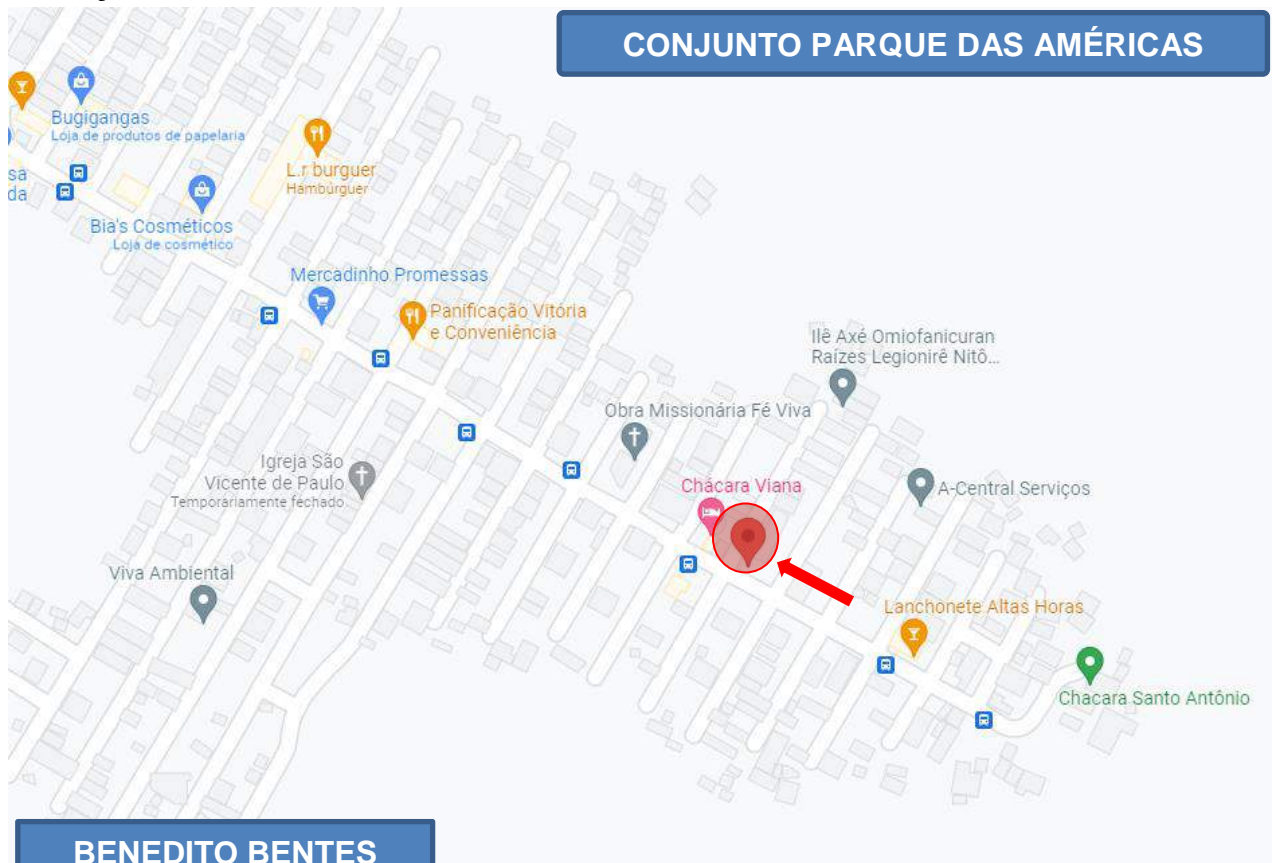 CONJUNTO PARQUE DAS AMÉRICAS
Bugigangas
Loja de produtos de papelaria
L.r burguer
Hambúrguer
sa
da
Bia's Cosméticos
Loja de cosmético
Mercadinho Promessas
Panificação Vitória
e Conveniência
Ilê Axé Omiofanicuran
Raízes Legionirê Nitô...
Obra Missionária Fé Viva
Igreja São
Vicente de Paulo
Temporariamente fechado
Chácara Viana
A-Central Serviços
Viva Ambiental
Lanchonete Altas Horas
Chacara Santo Antônio
BENEDITO BENTES